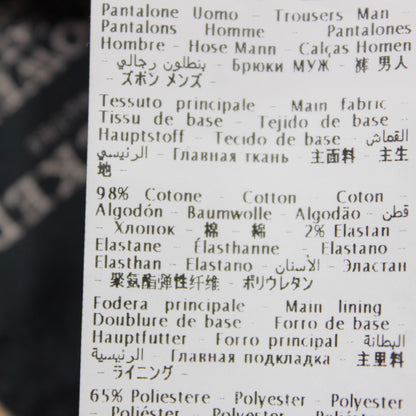 Pantalone Uomo - Trousers Man -
Pantalons Homme - Pantalones
Hombre - Hose Mann - Calças Homen
- بنطلون رجالي - Брюки МУЖ - 裤 男人
- ズボン メンズ -
Tessuto principale - Main fabric -
Tissu de base - Tejido de base -
Hauptstoff - Tecido de base - القماش
الرئيسي - Главная ткань - 主面料 - 主生
地 -
98% Cotone - Cotton - Coton -
Algodón - Baumwolle - Algodão - قطن
- Хлопок - 棉 - 綿 - 2% Elastan -
Elastane - Élasthanne - Elastano -
Elasthan - Elastano - الأستان - Эластан
- 聚氨酯弹性纤维 - ポリウレタン
Fodera principale - Main lining -
Doublure de base - Forro de base -
Hauptfutter - Forro principal - البطانة
الرئيسية - Главная подкладка - 主里料
- ライニング -
65% Poliestere - Polyester - Polyester
- Poliéster - Polyester - Poliéster -